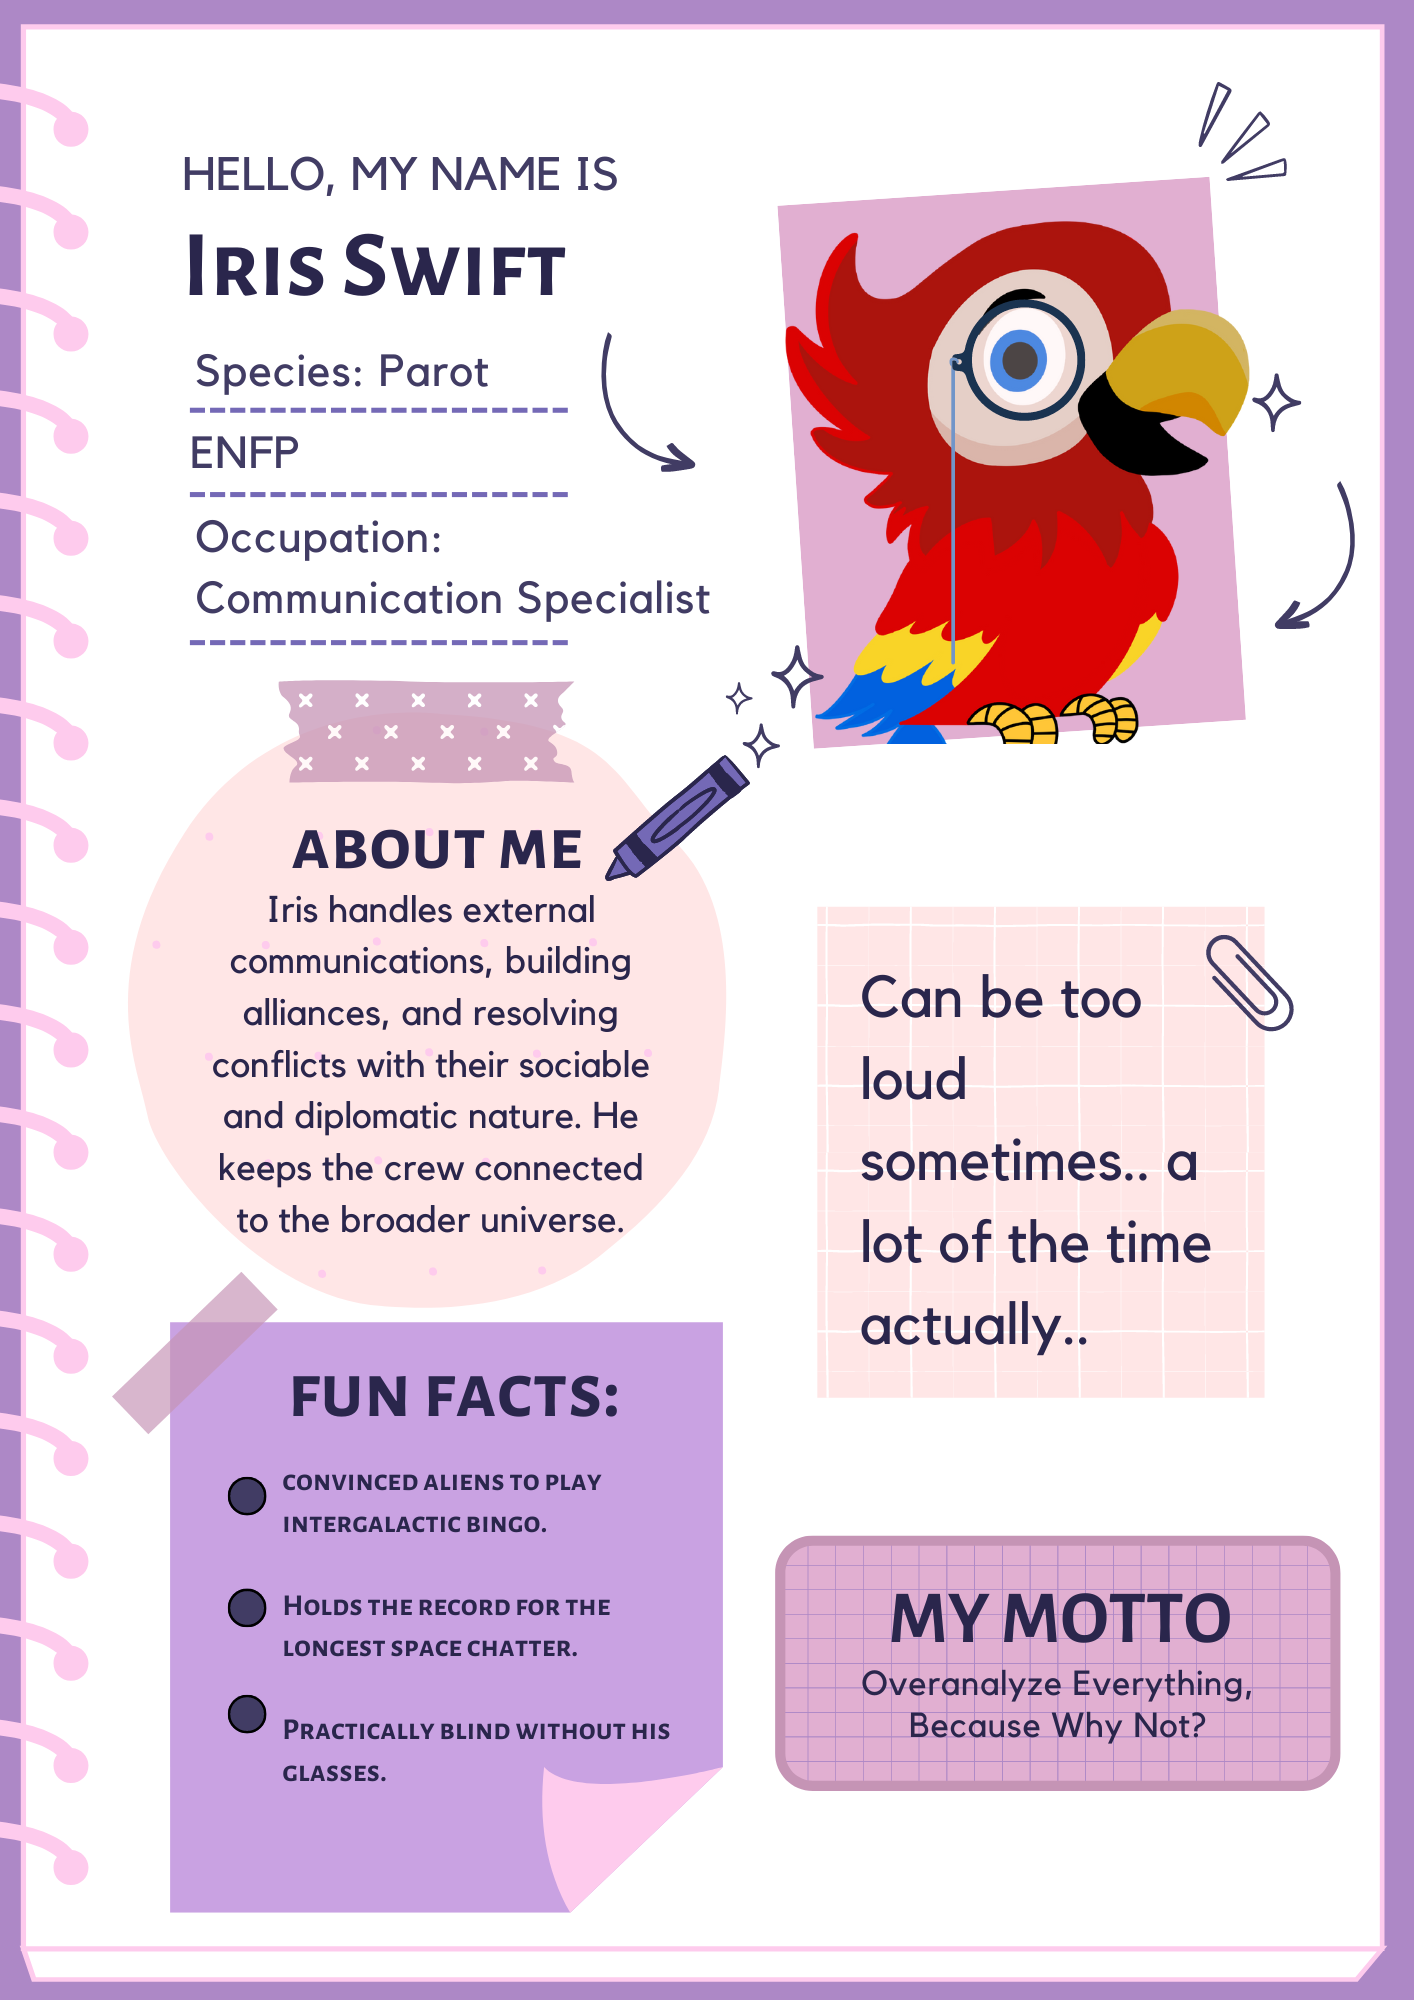 HELLO, MY NAME IS
Iris Swift
Species: Parot
ENFP
Occupation:
Communication Specialist
ABOUT ME
Iris handles external
communications, building
alliances, and resolving
conflicts with their sociable
and diplomatic nature. He
keeps the crew connected
to the broader universe.
Can be too
loud
sometimes.. a
lot of the time
actually..
FUN FACTS:
convinced aliens to play
intergalactic bingo.
Holds the record for the
longest space chatter.
Practically blind without his
glasses.
MY MOTTO
Overanalyze Everything,
Because Why Not?